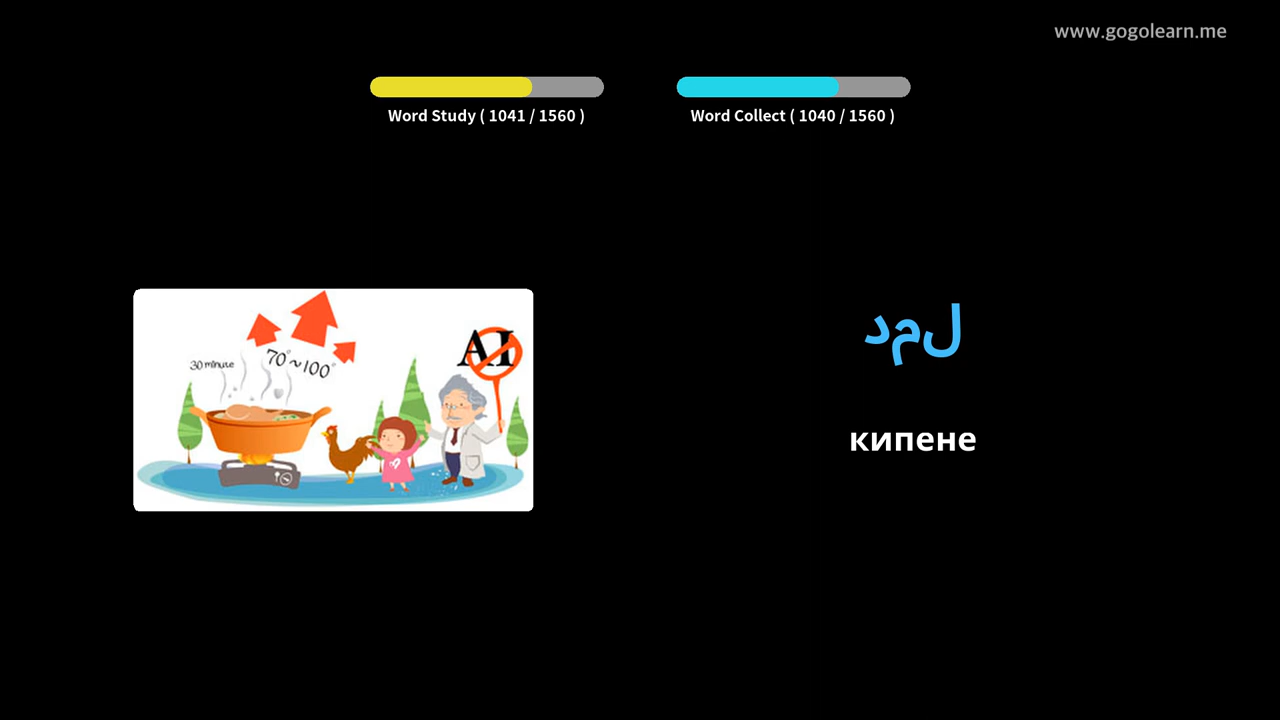 www.gogolearn.me
Word Study ( 1041 / 1560 )
Word Collect ( 1040 / 1560 )
30 minute
70°~100°
AI
دمل
кипене